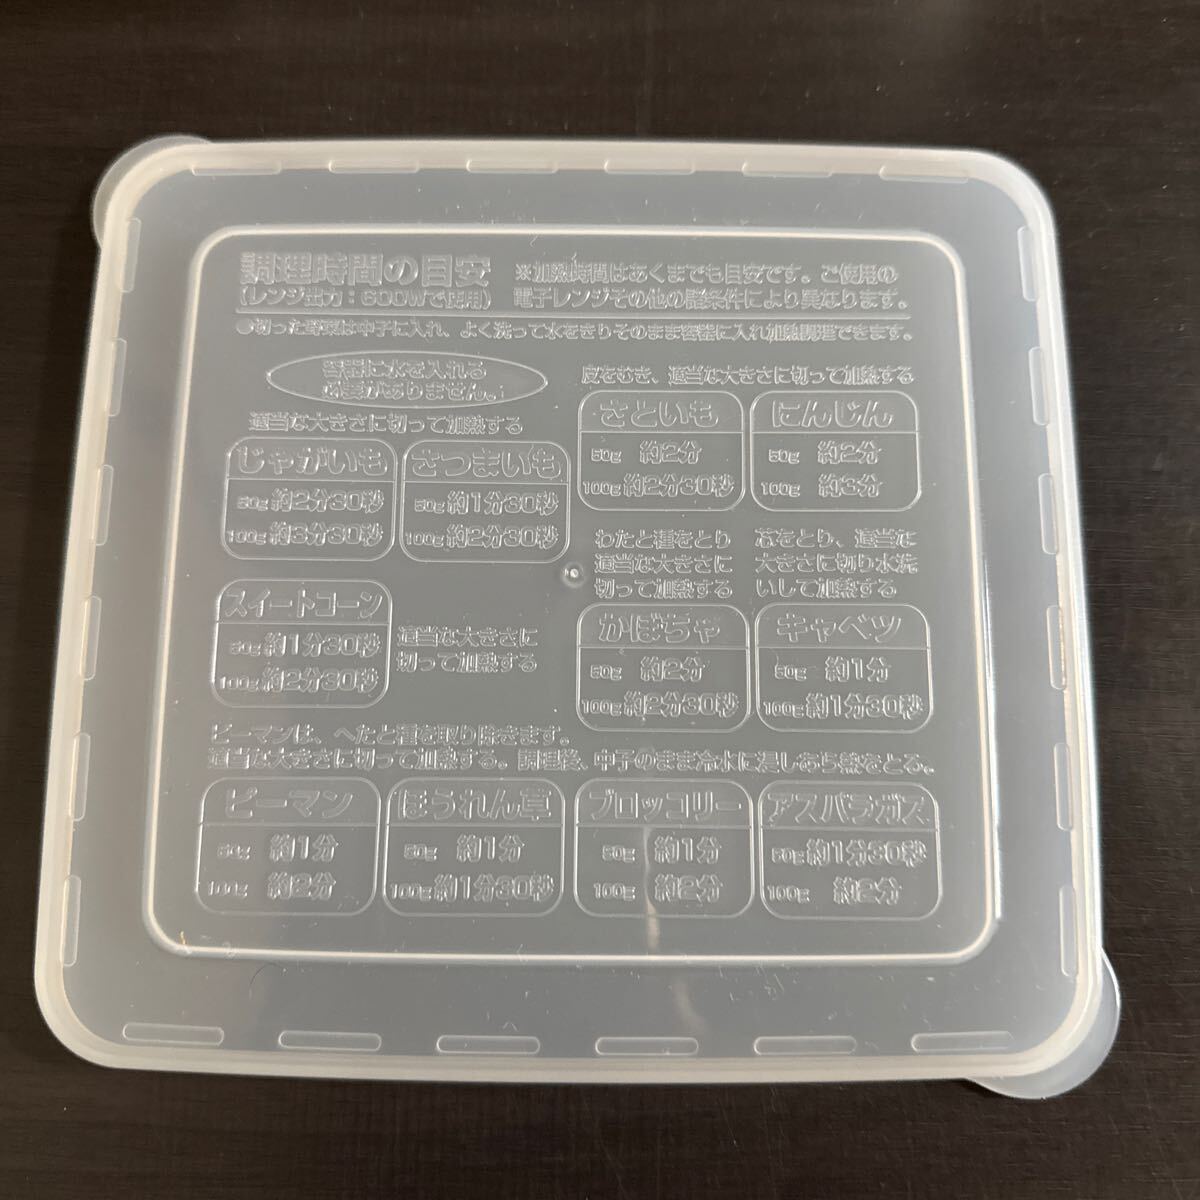 調理時間の目安
(レンジ出力：600Wで使用)
※加熱時間はあくまでも目安です。ご使用の
電子レンジその他の諸条件により異なります。
●切った野菜は中子に入れ、よく洗って水をきりそのまま容器に入れ加熱調理できます。
容器に水を入れる
必要がありません。
適当な大きさに切って加熱する
じゃがいも
50g 約2分30秒
100g 約3分30秒
さつまいも
50g 約1分30秒
100g 約2分30秒
皮をむき、適当な大きさに切って加熱する
さといも
50g 約2分
100g 約2分30秒
にんじん
50g 約2分
100g 約3分
スイートコーン
50g 約1分30秒
100g 約2分30秒
適当な大きさに
切って加熱する
わたと種をとり
適当な大きさに
切って加熱する
かぼちゃ
50g 約2分
100g 約2分30秒
芯をとり、適当な
大きさに切り水洗
いして加熱する
キャベツ
50g 約1分
100g 約1分30秒
ピーマンは、へたと種を取り除きます。
適当な大きさに切って加熱する。調理後、中子のまま冷水に浸しあら熱をとる。
ピーマン
50g 約1分
100g 約2分
ほうれん草
50g 約1分
100g 約1分30秒
ブロッコリー
50g 約1分
100g 約2分
アスパラガス
50g 約1分30秒
100g 約2分